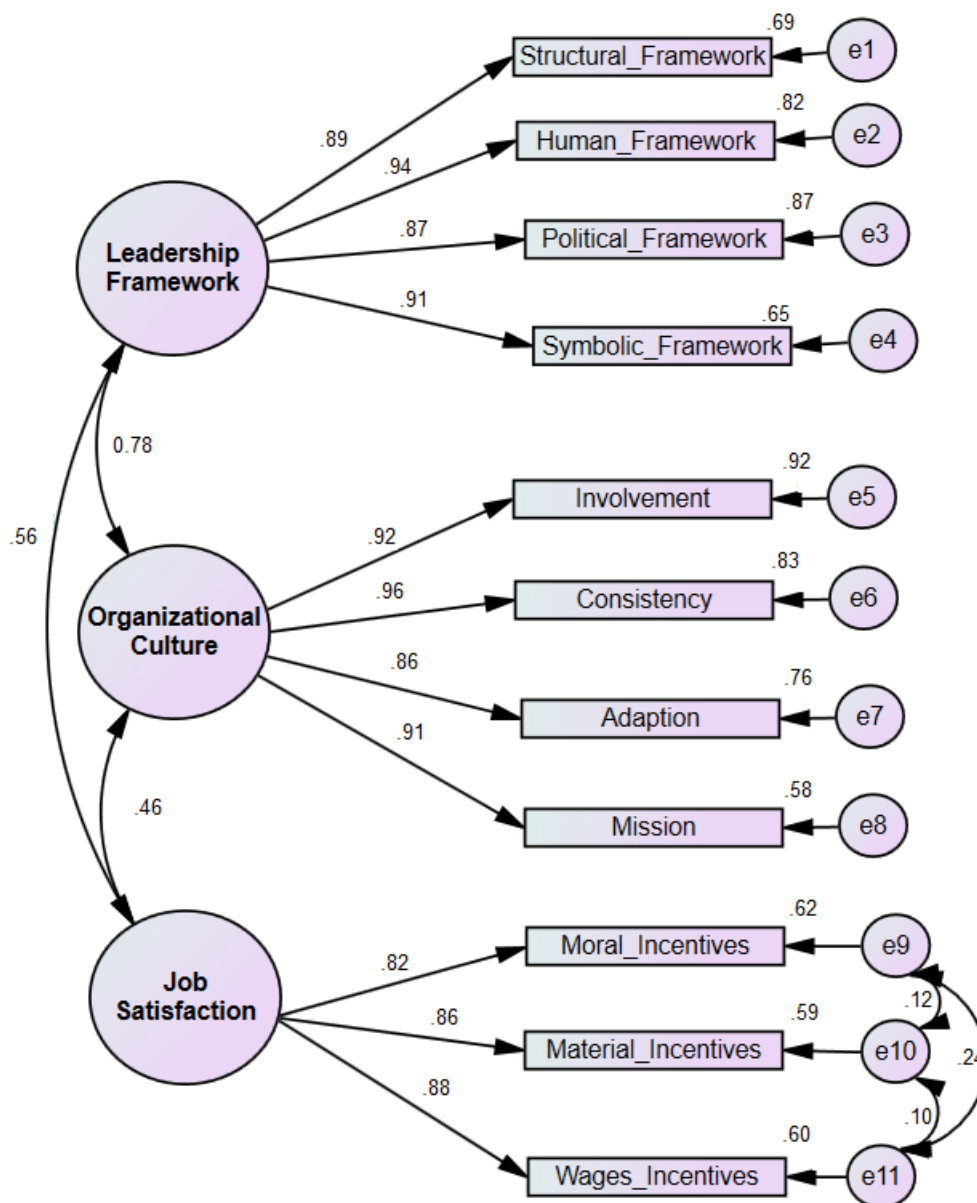 .69
Structural_Framework
e1
.89
.82
Human_Framework
e2
.94
.87
Political_Framework
e3
.87
Leadership
Framework
.91
.65
Symbolic_Framework
e4
0.78
.56
.92
Involvement
e5
.92
.83
Consistency
e6
.96
Organizational
Culture
.86
.76
Adaption
e7
.91
.58
Mission
e8
.46
.62
Moral_Incentives
e9
.82
Job
Satisfaction
.86
.59
Material_Incentives
e10
.12
.24
.88
.10
.60
Wages_Incentives
e11